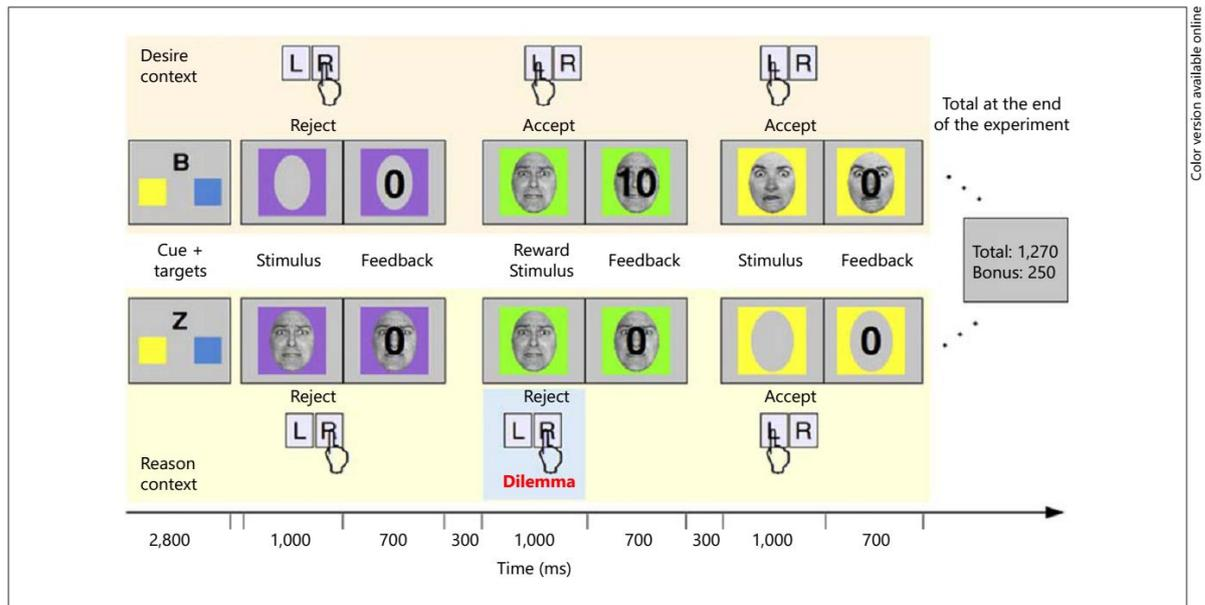 Color version available online
Desire
context
L R
L R
L R
Reject
Accept
Accept
Total at the end
of the experiment
B
0
10
0
Cue +
targets
Stimulus
Feedback
Reward
Stimulus
Feedback
Stimulus
Feedback
Total: 1,270
Bonus: 250
Z
0
0
0
Reject
Reject
Accept
L R
L R
L R
Reason
context
Dilemma
2,800
1,000
700
300
1,000
700
300
1,000
700
Time (ms)